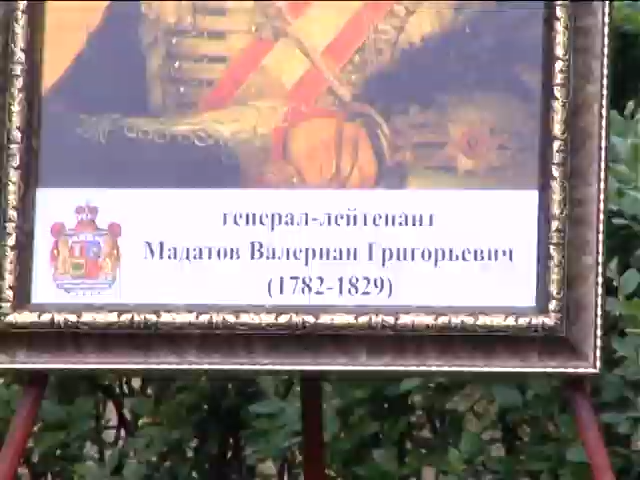 генерал-лейтенант
Мадатов Валериан Григорьевич
(1782-1829)